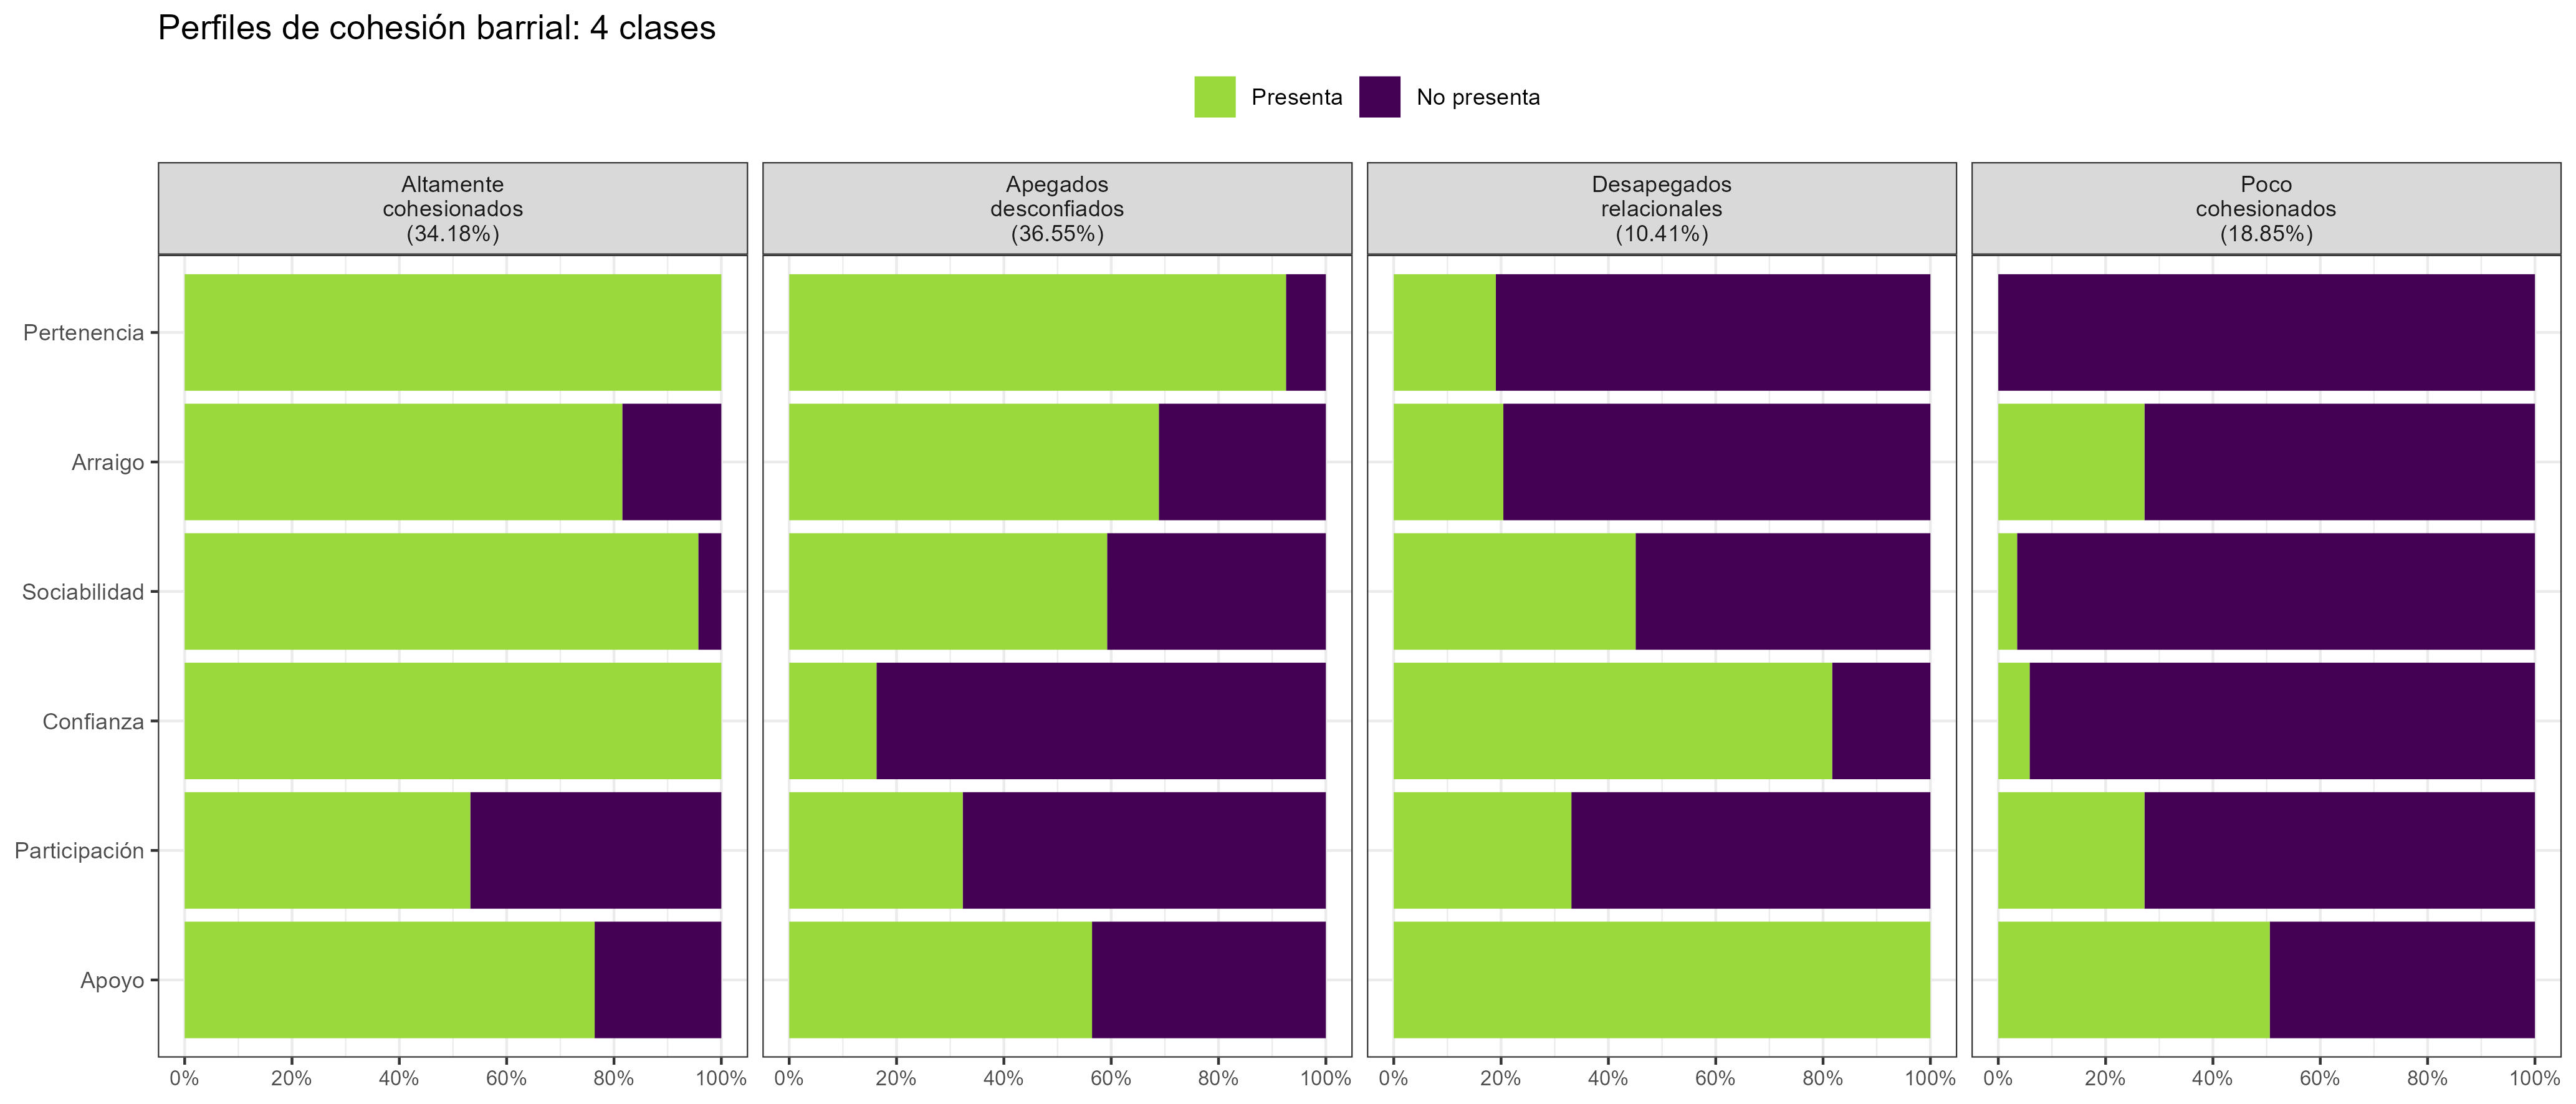 Perfiles de cohesión barrial: 4 clases
Presenta
No presenta
Altamente
cohesionados
(34.18%)
Apegados
desconfiados
(36.55%)
Desapegados
relacionales
(10.41%)
Poco
cohesionados
(18.85%)
Pertenencia
Arraigo
Sociabilidad
Confianza
Participación
Apoyo
0% 20% 40% 60% 80% 100%
0% 20% 40% 60% 80% 100%
0% 20% 40% 60% 80% 100%
0% 20% 40% 60% 80% 100%